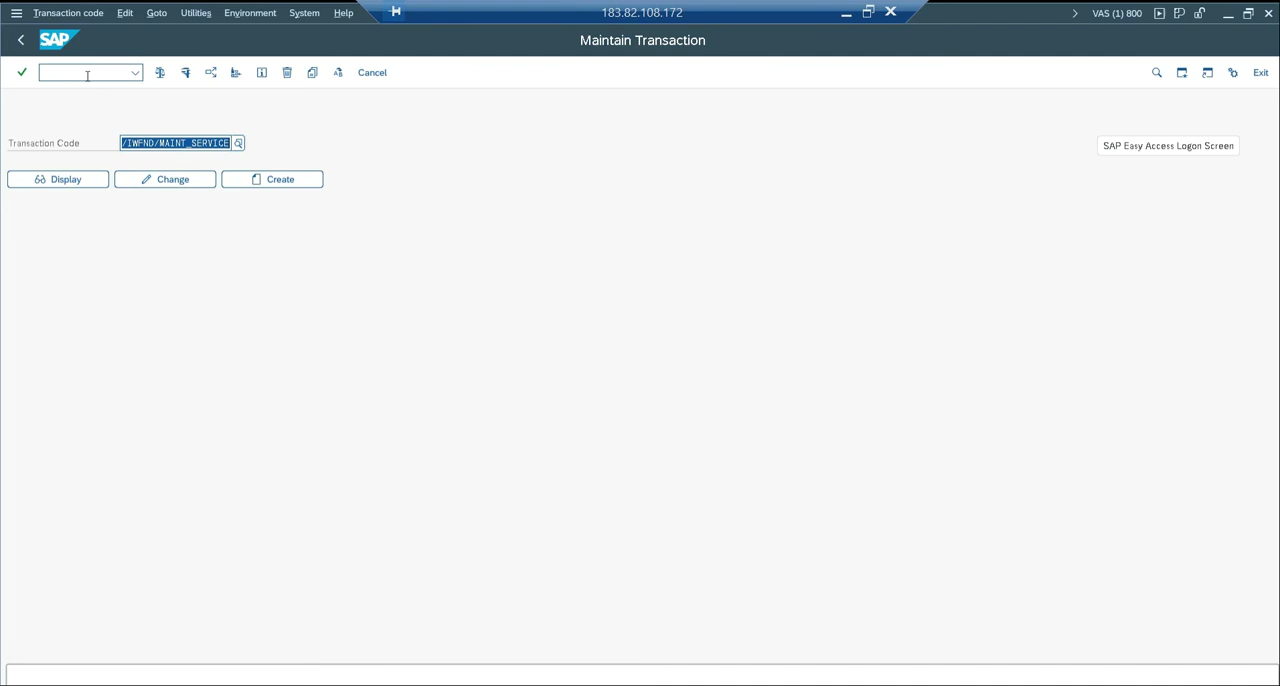 Transaction code Edit Goto Utilities Environment System Help 183.82.108.172 VAS (1) 800
SAP Maintain Transaction
Cancel Exit
Transaction Code /IWFND/MAINT_SERVICE SAP Easy Access Logon Screen
Display Change Create